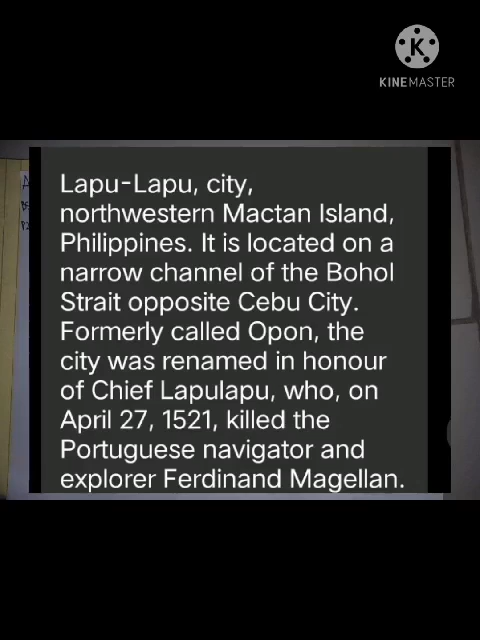 KINEMASTER
Lapu-Lapu, city,
northwestern Mactan Island,
Philippines. It is located on a
narrow channel of the Bohol
Strait opposite Cebu City.
Formerly called Opon, the
city was renamed in honour
of Chief Lapulapu, who, on
April 27, 1521, killed the
Portuguese navigator and
explorer Ferdinand Magellan.